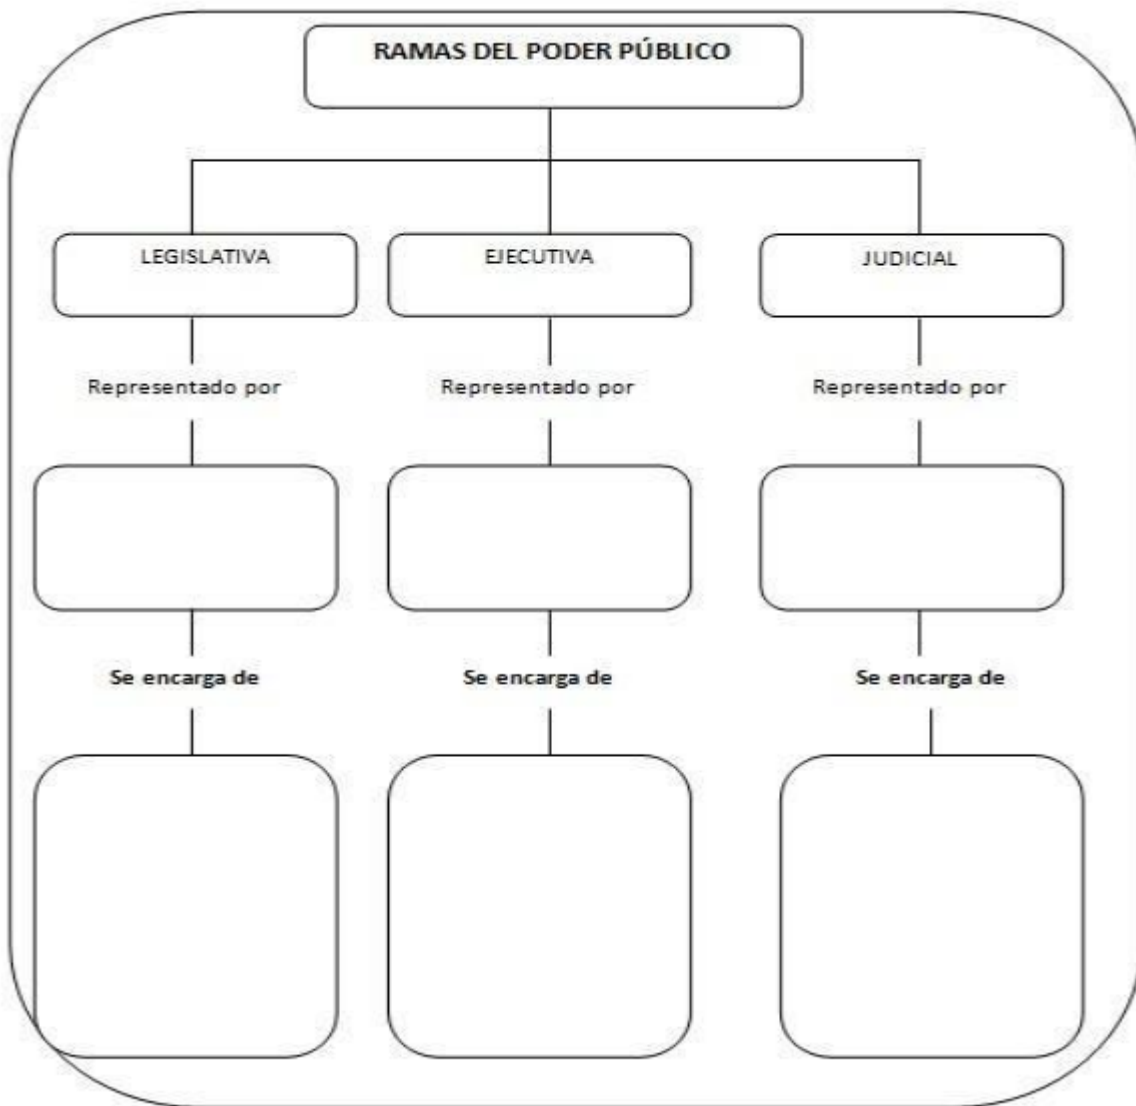 RAMAS DEL PODER PÚBLICO
LEGISLATIVA
EJECUTIVA
JUDICIAL
Representado por
Representado por
Representado por
Se encarga de
Se encarga de
Se encarga de